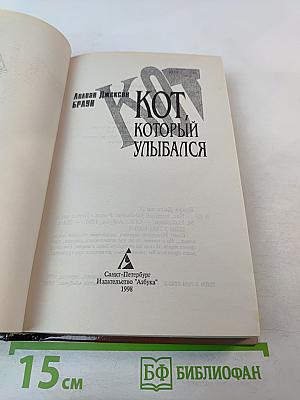 КОТ
Лилиан Джексон
БРАУН
КОТ,
КОТОРЫЙ
УЛЫБАЛСЯ
Санкт-Петербург
Издательство "Азбука"
1998
15 см
БФ БИБЛИОФАН